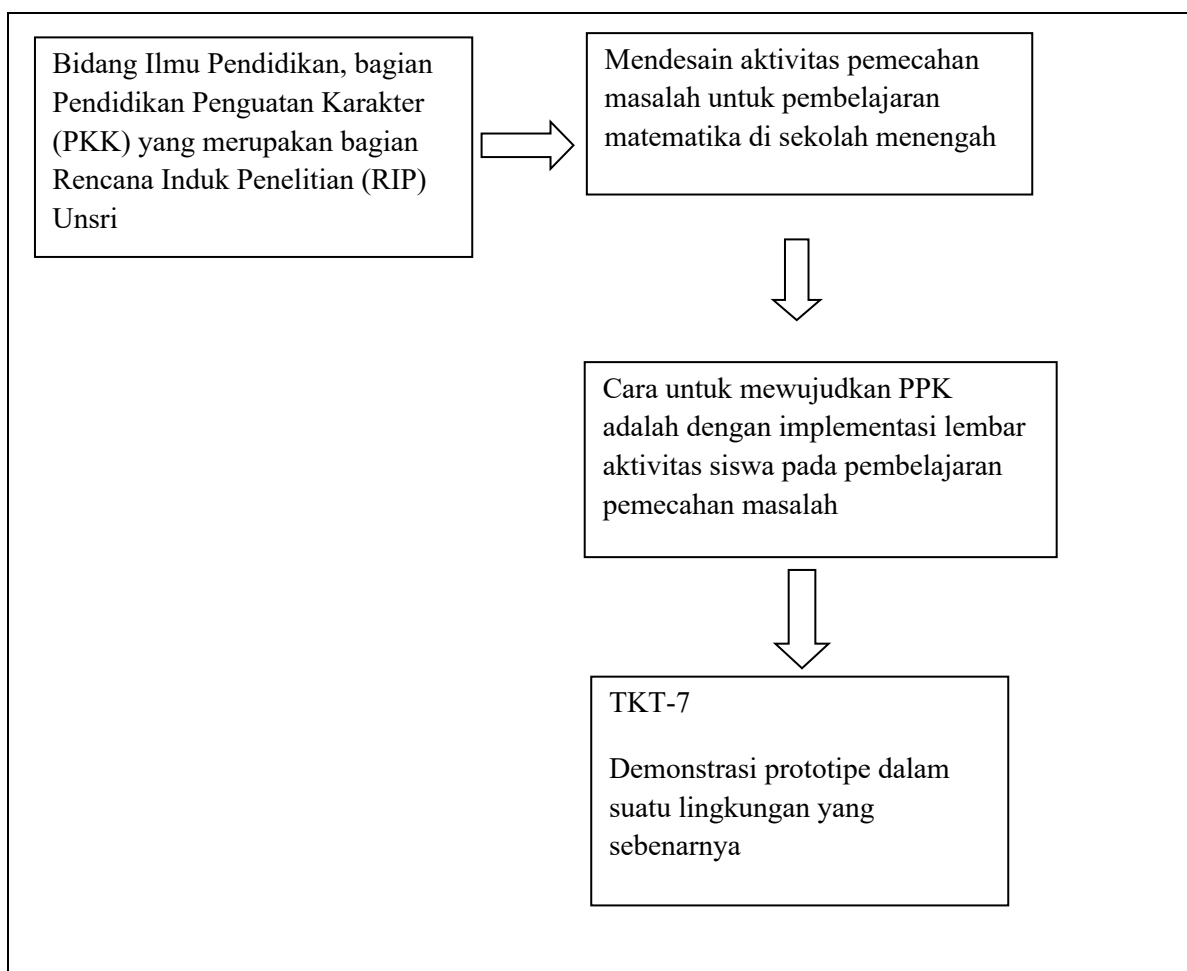 Bidang Ilmu Pendidikan, bagian
Pendidikan Penguatan Karakter
(PKK) yang merupakan bagian
Rencana Induk Penelitian (RIP)
Unsri
Mendesain aktivitas pemecahan
masalah untuk pembelajaran
matematika di sekolah menengah
Cara untuk mewujudkan PPK
adalah dengan implementasi lembar
aktivitas siswa pada pembelajaran
pemecahan masalah
TKT-7
Demonstrasi prototipe dalam
suatu lingkungan yang
sebenarnya